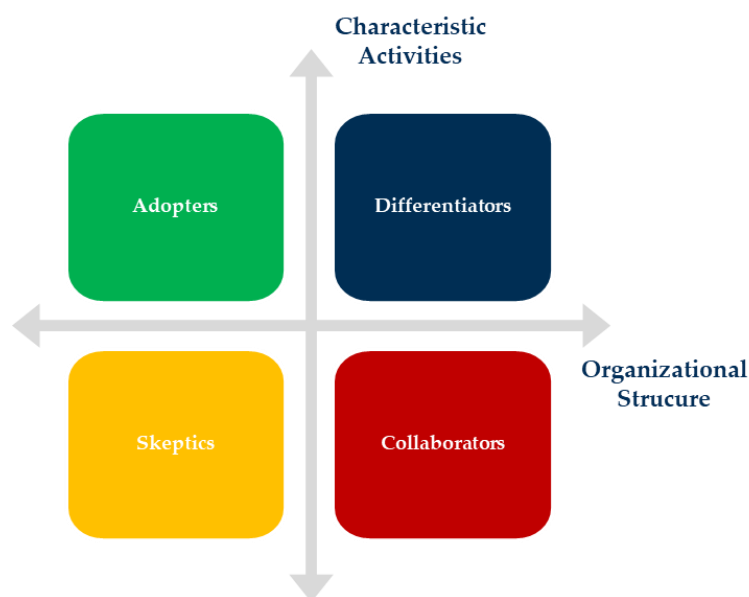 Characteristic
Activities
Adopters
Differentiators
Organizational
Strucure
Skeptics
Collaborators